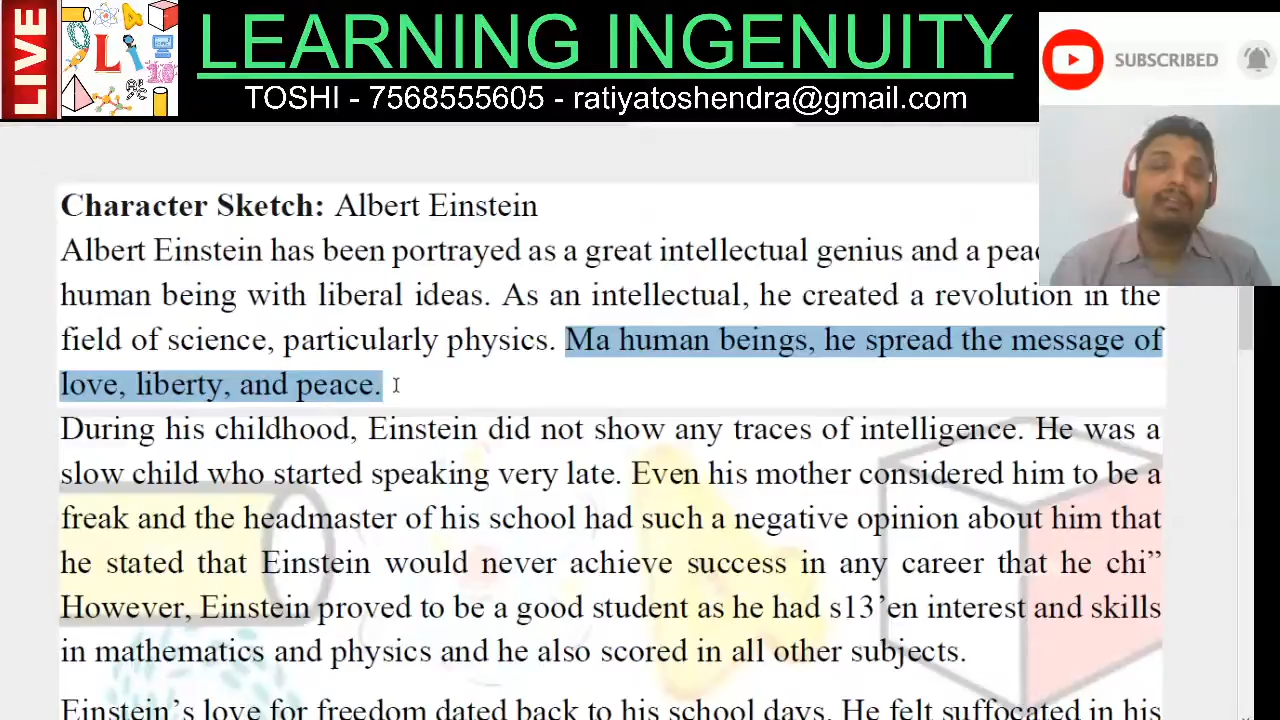 LIVE
LEARNING INGENUITY
TOSHI - 7568555605 - ratiyatoshendra@gmail.com
SUBSCRIBED
Character Sketch: Albert Einstein
Albert Einstein has been portrayed as a great intellectual genius and a
human being with liberal ideas. As an intellectual, he created a revolution in the
field of science, particularly physics. Ma human beings, he spread the message of
love, liberty, and peace.
During his childhood, Einstein did not show any traces of intelligence. He was a
slow child who started speaking very late. Even his mother considered him to be a
freak and the headmaster of his school had such a negative opinion about him that
he stated that Einstein would never achieve success in any career that he chi”
However, Einstein proved to be a good student as he had s13’en interest and skills
in mathematics and physics and he also scored in all other subjects.
Einstein’s love for freedom dated back to his school days. He felt suffocated in his